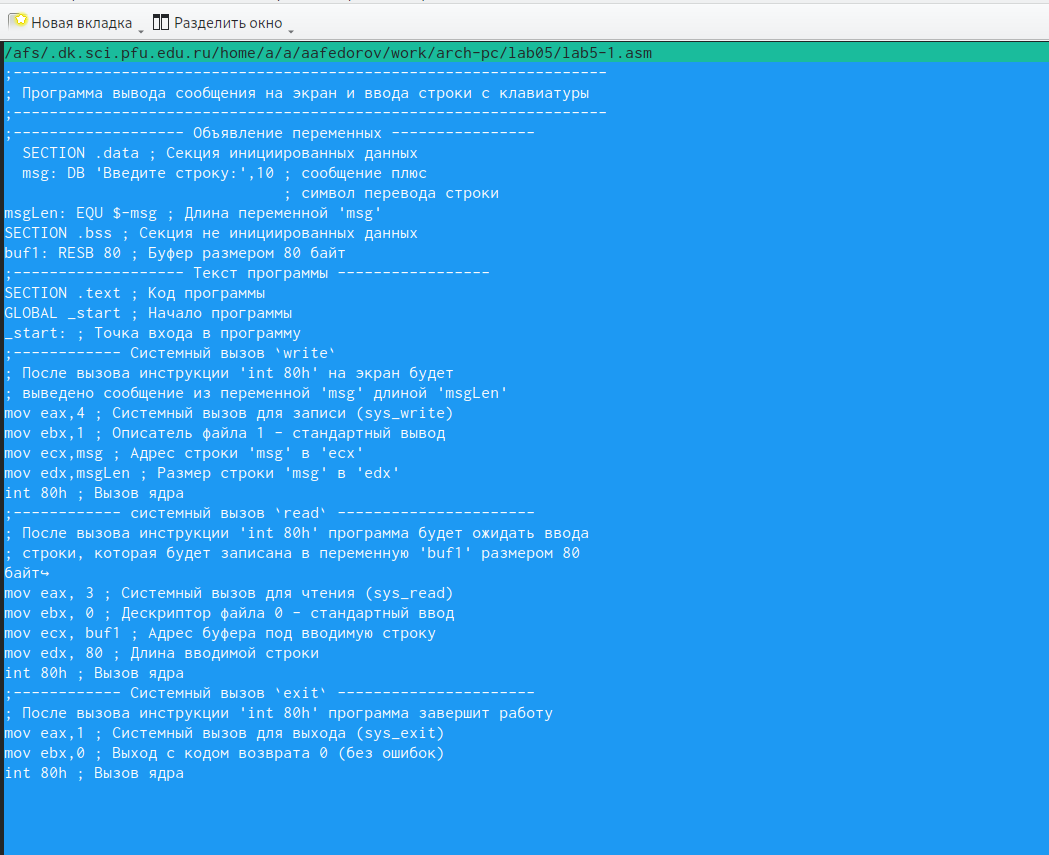 Новая вкладка Разделить окно
/afs/.dk.sci.pfu.edu.ru/home/a/a/aafedorov/work/arch-pc/lab05/lab5-1.asm
;------------------------------------------------------------------
; Программа вывода сообщения на экран и ввода строки с клавиатуры
;------------------------------------------------------------------
;------------------- Объявление переменных ----------------
SECTION .data ; Секция инициированных данных
msg: DB 'Введите строку:',10 ; сообщение плюс
; символ перевода строки
msgLen: EQU $-msg ; Длина переменной 'msg'
SECTION .bss ; Секция не инициированных данных
buf1: RESB 80 ; Буфер размером 80 байт
;------------------- Текст программы -----------------
SECTION .text ; Код программы
GLOBAL _start ; Начало программы
_start: ; Точка входа в программу
;------------ Системный вызов `write`
; После вызова инструкции 'int 80h' на экран будет
; выведено сообщение из переменной 'msg' длиной 'msgLen'
mov eax,4 ; Системный вызов для записи (sys_write)
mov ebx,1 ; Описатель файла 1 - стандартный вывод
mov ecx,msg ; Адрес строки 'msg' в 'ecx'
mov edx,msgLen ; Размер строки 'msg' в 'edx'
int 80h ; Вызов ядра
;------------ системный вызов `read` ----------------------
; После вызова инструкции 'int 80h' программа будет ожидать ввода
; строки, которая будет записана в переменную 'buf1' размером 80
байт↪
mov eax, 3 ; Системный вызов для чтения (sys_read)
mov ebx, 0 ; Дескриптор файла 0 - стандартный ввод
mov ecx, buf1 ; Адрес буфера под вводимую строку
mov edx, 80 ; Длина вводимой строки
int 80h ; Вызов ядра
;------------ Системный вызов `exit` ----------------------
; После вызова инструкции 'int 80h' программа завершит работу
mov eax,1 ; Системный вызов для выхода (sys_exit)
mov ebx,0 ; Выход с кодом возврата 0 (без ошибок)
int 80h ; Вызов ядра